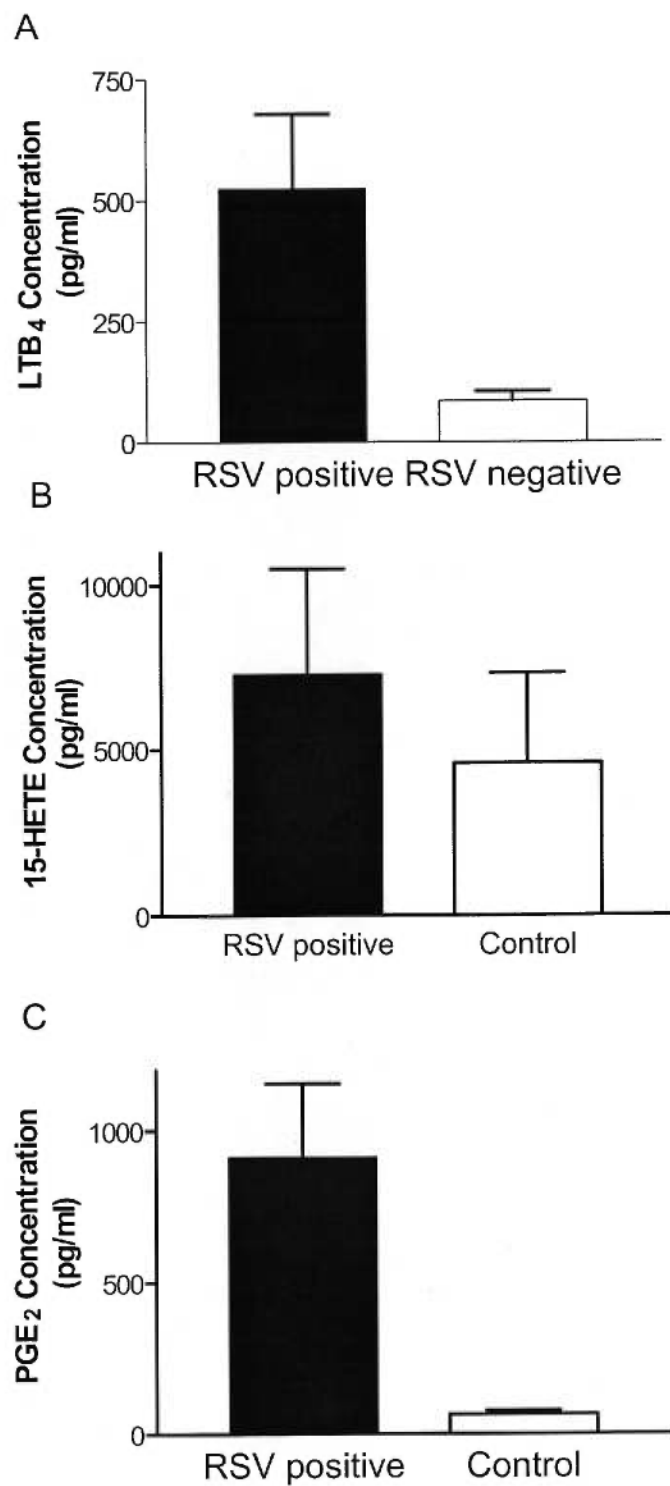 A
LTB4 Concentration
(pg/ml)
750
500
250
0
RSV positive RSV negative
B
15-HETE Concentration
(pg/ml)
10000
5000
0
RSV positive Control
C
PGE2 Concentration
(pg/ml)
1000
500
0
RSV positive Control